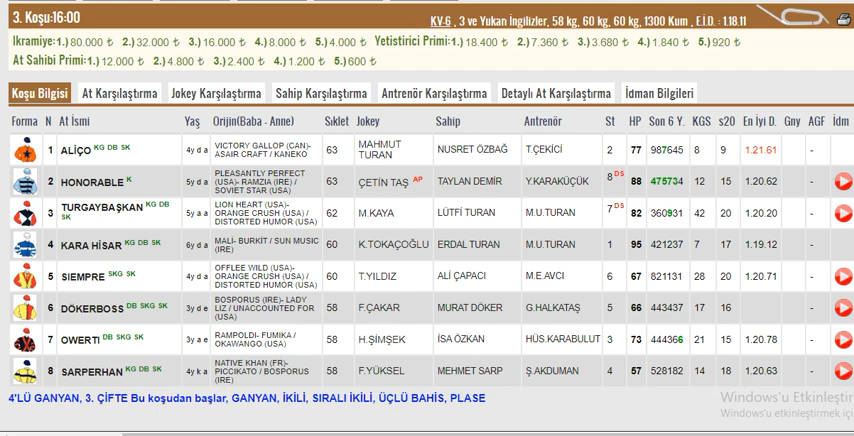 3. Koşu:16:00
KV-6 , 3 ve Yukarı İngilizler, 58 kg, 60 kg, 60 kg, 1300 Kum , E.İ.D. : 1.18.11
İkramiye:1.) 80.000 ₺ 2.) 32.000 ₺ 3.) 16.000 ₺ 4.) 8.000 ₺ 5.) 4.000 ₺ Yetistirici Primi:1.) 18.400 ₺ 2.) 7.360 ₺ 3.) 3.680 ₺ 4.) 1.840 ₺ 5.) 920 ₺
At Sahibi Primi:1.) 12.000 ₺ 2.) 4.800 ₺ 3.) 2.400 ₺ 4.) 1.200 ₺ 5.) 600 ₺
Koşu Bilgisi At Karşılaştırma Jokey Karşılaştırma Sahip Karşılaştırma Antrenör Karşılaştırma Detaylı At Karşılaştırma İdman Bilgileri
Forma N At İsmi Yaş Orijin(Baba - Anne) Sıklet Jokey Sahip Antrenör St HP Son 6 Y. KGS s20 En İyi D. Gny AGF İdm
1 ALİÇO KG DB SK 4y d a VICTORY GALLOP (CAN)- ASAIR CRAFT / KANEKO 63 MAHMUT TURAN NUSRET ÖZBAĞ T.ÇEKİCİ 2 77 987645 8 9 1.21.61 -
2 HONORABLE K 5y d a PLEASANTLY PERFECT (USA)- RAMZIA (IRE) / SOVIET STAR (USA) 63 ÇETİN TAŞ AP TAYLAN DEMİR Y.KARAKÜÇÜK 8 DS 88 475734 12 15 1.20.62 -
3 TURGAYBAŞKAN KG DB SK 5y a a LION HEART (USA)- ORANGE CRUSH (USA) / DISTORTED HUMOR (USA) 62 M.KAYA LÜTFİ TURAN M.U.TURAN 7 DS 82 360931 42 20 1.20.20 -
4 KARA HİSAR KG DB SK 6y d a MALİ- BURKİT / SUN MUSIC (IRE) 60 K.TOKAÇOĞLU ERDAL TURAN M.U.TURAN 1 95 421237 7 17 1.19.12 -
5 SIEMPRE SKG SK 4y d a OFFLEE WILD (USA)- ORANGE CRUSH (USA) / DISTORTED HUMOR (USA) 60 T.YILDIZ ALİ ÇAPACI M.E.AVCI 6 67 821131 28 20 1.20.71 -
6 DÖKERBOSS DB SKG SK 3y d e BOSPORUS (IRE)- LADY LIZ / UNACCOUNTED FOR (USA) 58 F.ÇAKAR MURAT DÖKER G.HALKATAŞ 5 66 443437 17 16 -
7 OWERTI DB SKG SK 3y a e RAMPOLDI- FUMIKA / OKAWANGO (USA) 58 H.ŞİMŞEK İSA ÖZKAN HÜS.KARABULUT 3 73 444366 21 15 1.20.78 -
8 SARPERHAN KG DB SK 4y k a NATIVE KHAN (FR)- PICCIKATO / BOSPORUS (IRE) 58 F.YÜKSEL MEHMET SARP Ş.AKDUMAN 4 57 528182 14 18 1.20.63 -
4'LÜ GANYAN, 3. ÇİFTE Bu koşudan başlar, GANYAN, İKİLİ, SIRALI İKİLİ, ÜÇLÜ BAHİS, PLASE
Windows'u Etkinleştir
Windows'u etkinleştirmek içi